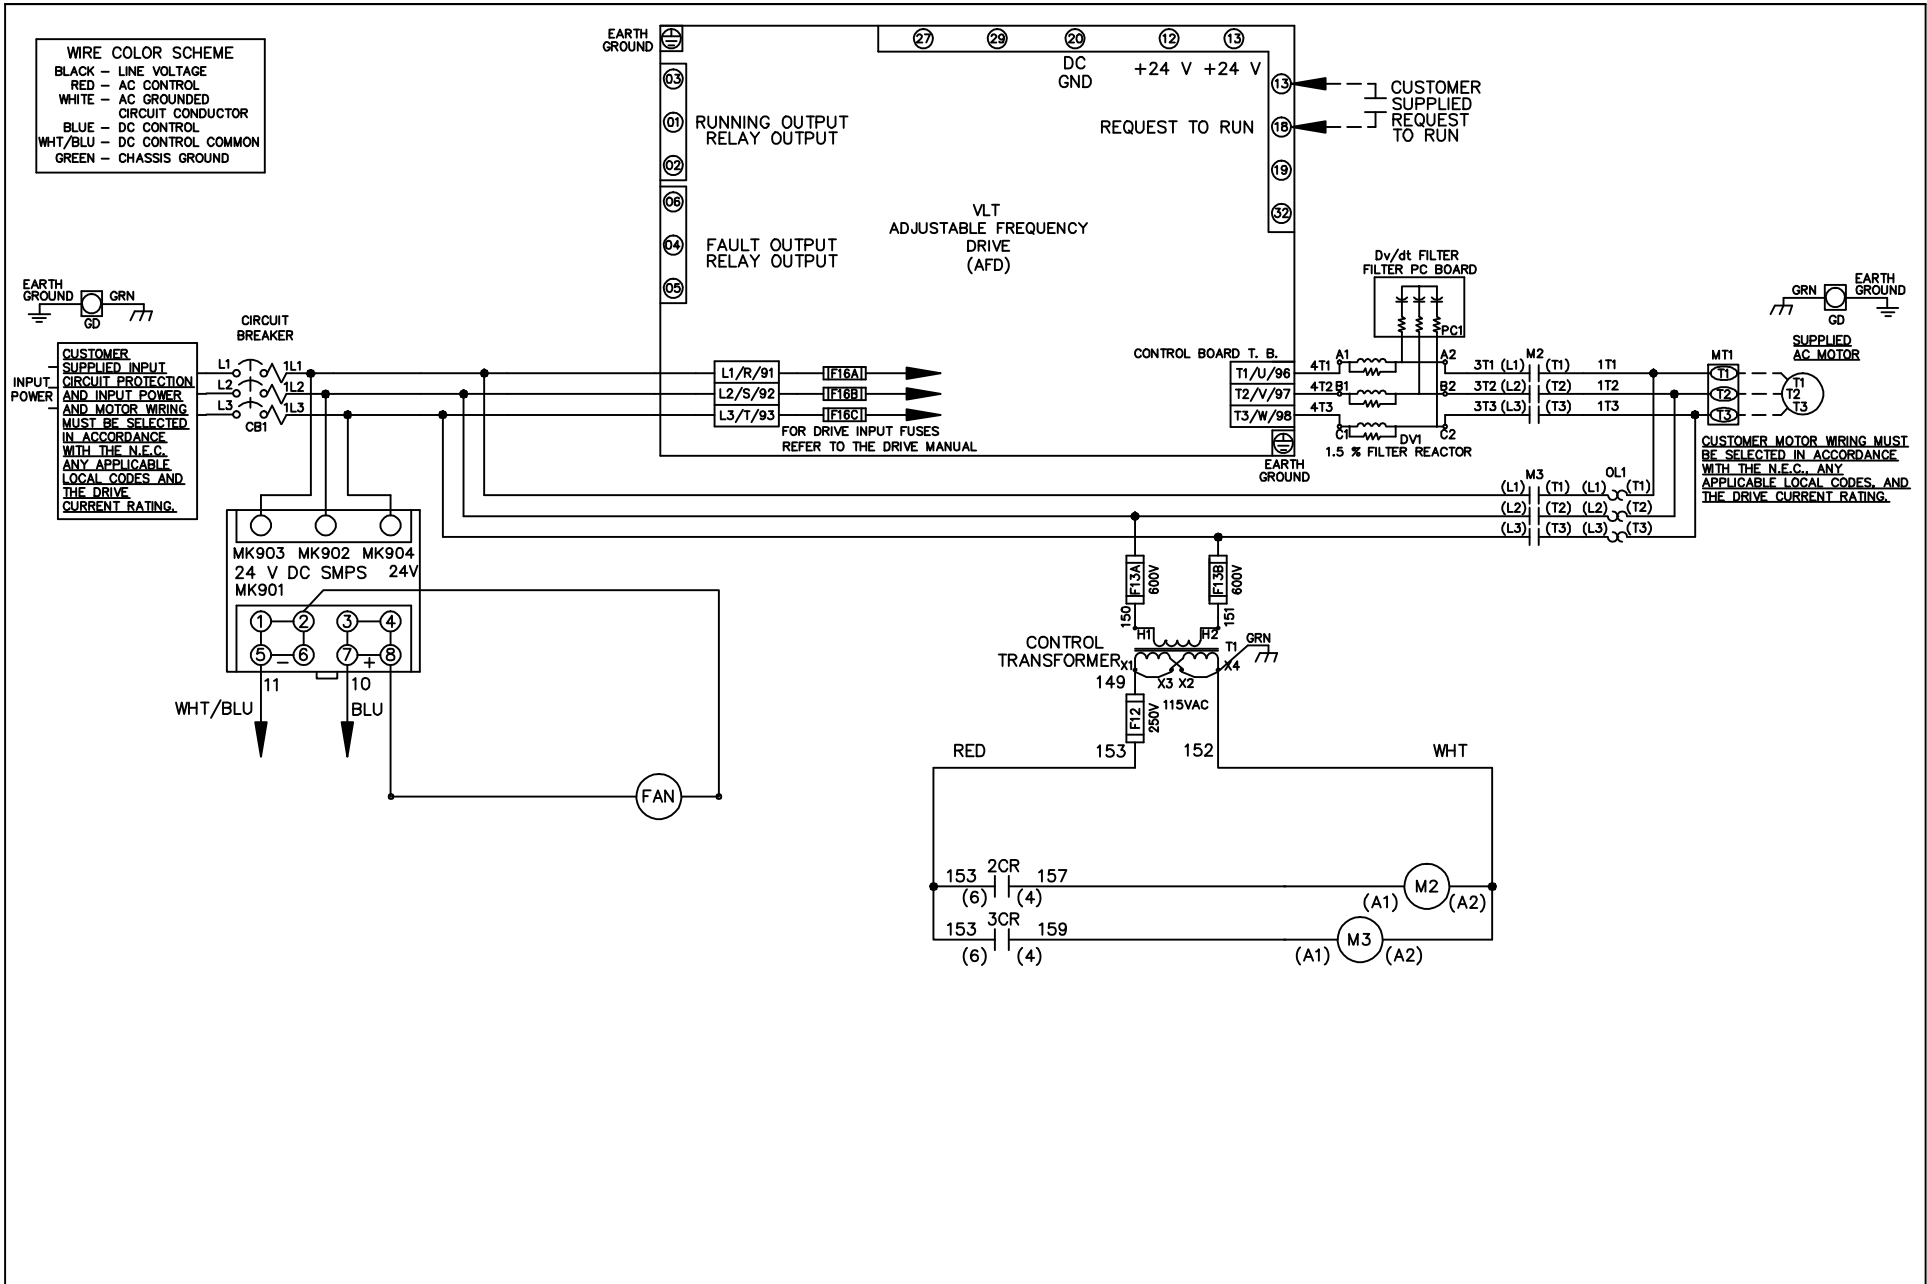 WIRE COLOR SCHEME
BLACK – LINE VOLTAGE
RED – AC CONTROL
WHITE – AC GROUNDED
CIRCUIT CONDUCTOR
BLUE – DC CONTROL
WHT/BLU – DC CONTROL COMMON
GREEN – CHASSIS GROUND
EARTH
GROUND
03
01
02
06
04
05
RUNNING OUTPUT
RELAY OUTPUT
FAULT OUTPUT
RELAY OUTPUT
27
29
20
12
13
DC
GND
+24 V
+24 V
13
18
19
32
REQUEST TO RUN
CUSTOMER
SUPPLIED
REQUEST
TO RUN
VLT
ADJUSTABLE FREQUENCY
DRIVE
(AFD)
EARTH
GROUND
GRN
GD
INPUT
POWER
CUSTOMER
SUPPLIED INPUT
CIRCUIT PROTECTION
AND INPUT POWER
AND MOTOR WIRING
MUST BE SELECTED
IN ACCORDANCE
WITH THE N.E.C.
ANY APPLICABLE
LOCAL CODES AND
THE DRIVE
CURRENT RATING.
CIRCUIT
BREAKER
L1
1L1
L2
1L2
L3
1L3
CB1
L1/R/91
F16A
L2/S/92
F16B
L3/T/93
F16C
FOR DRIVE INPUT FUSES
REFER TO THE DRIVE MANUAL
CONTROL BOARD T. B.
T1/U/96
T2/V/97
T3/W/98
EARTH
GROUND
Dv/dt FILTER
FILTER PC BOARD
PC1
4T1
A1
A2
4T2
B1
B2
4T3
C1
C2
DV1
1.5 % FILTER REACTOR
M2
3T1 (L1) (T1) 1T1
3T2 (L2) (T2) 1T2
3T3 (L3) (T3) 1T3
MT1
T1
T2
T3
T1
T2
T3
GRN
GD
EARTH
GROUND
SUPPLIED
AC MOTOR
CUSTOMER MOTOR WIRING MUST
BE SELECTED IN ACCORDANCE
WITH THE N.E.C., ANY
APPLICABLE LOCAL CODES, AND
THE DRIVE CURRENT RATING.
M3
OL1
(L1) (T1) (L1) (T1)
(L2) (T2) (L2) (T2)
(L3) (T3) (L3) (T3)
MK903 MK902 MK904
24 V DC SMPS 24V
MK901
1
2
3
4
5
–
6
7
+
8
11
10
WHT/BLU
BLU
FAN
F13A
600V
F13B
600V
150
151
H1
H2
CONTROL
TRANSFORMER
T1
GRN
X1
X4
X3 X2
149
115VAC
F12
250V
RED
153
152
WHT
2CR
153
157
(6)
(4)
M2
(A1)
(A2)
3CR
153
159
(6)
(4)
M3
(A1)
(A2)